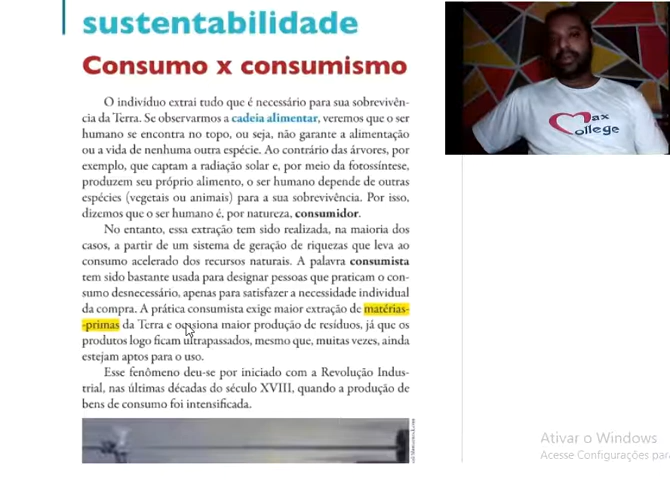 sustentabilidade
Consumo x consumismo
O indivíduo extrai tudo que é necessário para sua sobrevivên-
cia da Terra. Se observarmos a cadeia alimentar, veremos que o ser
humano se encontra no topo, ou seja, não garante a alimentação
ou a vida de nenhuma outra espécie. Ao contrário das árvores, por
exemplo, que captam a radiação solar e, por meio da fotossíntese,
produzem seu próprio alimento, o ser humano depende de outras
espécies (vegetais ou animais) para a sua sobrevivência. Por isso,
dizemos que o ser humano é, por natureza, consumidor.
No entanto, essa extração tem sido realizada, na maioria dos
casos, a partir de um sistema de geração de riquezas que leva ao
consumo acelerado dos recursos naturais. A palavra consumista
tem sido bastante usada para designar pessoas que praticam o con-
sumo desnecessário, apenas para satisfazer a necessidade individual
da compra. A prática consumista exige maior extração de matérias-
-primas da Terra e ocasiona maior produção de resíduos, já que os
produtos logo ficam ultrapassados, mesmo que, muitas vezes, ainda
estejam aptos para o uso.
Esse fenômeno deu-se por iniciado com a Revolução Indus-
trial, nas últimas décadas do século XVIII, quando a produção de
bens de consumo foi intensificada.
Max
College
Ativar o Windows
Acesse Configurações para